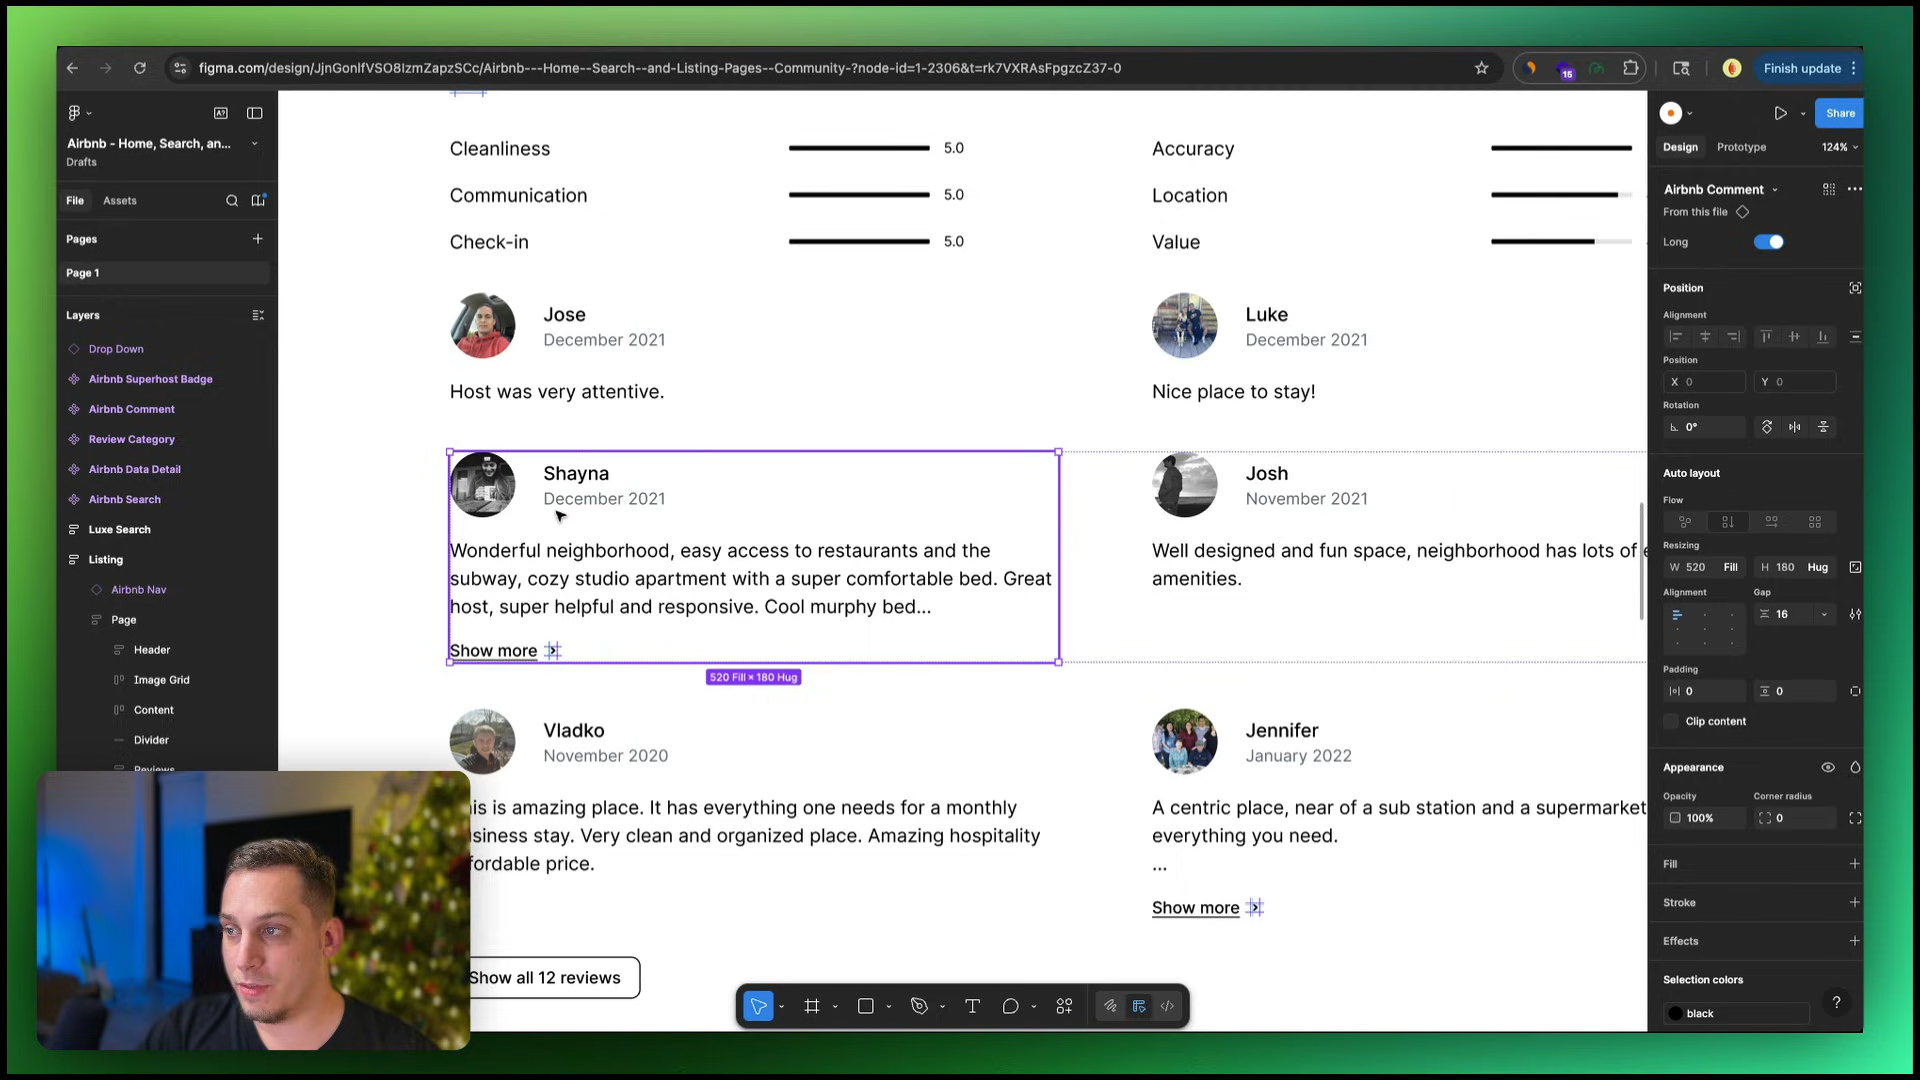 figma.com/design/JjnGonlfVSO8IzmZapzSCc/Airbnb---Home--Search--and-Listing-Pages--Community-?node-id=1-2306&t=rk7VXRAsFpgzcZ37-0
15
Finish update
Airbnb - Home, Search, an...
Drafts
File
Assets
Pages
Page 1
Layers
Drop Down
Airbnb Superhost Badge
Airbnb Comment
Review Category
Airbnb Data Detail
Airbnb Search
Luxe Search
Listing
Airbnb Nav
Page
Header
Image Grid
Content
Divider
Reviews
Cleanliness
5.0
Accuracy
Communication
5.0
Location
Check-in
5.0
Value
Jose
December 2021
Host was very attentive.
Luke
December 2021
Nice place to stay!
Shayna
December 2021
Wonderful neighborhood, easy access to restaurants and the
subway, cozy studio apartment with a super comfortable bed. Great
host, super helpful and responsive. Cool murphy bed...
Show more
520 Fill × 180 Hug
Josh
November 2021
Well designed and fun space, neighborhood has lots of e
amenities.
Vladko
November 2020
is is amazing place. It has everything one needs for a monthly
siness stay. Very clean and organized place. Amazing hospitality
fordable price.
Jennifer
January 2022
A centric place, near of a sub station and a supermarket
everything you need.
...
Show more
Show all 12 reviews
Share
Design
Prototype
124%
Airbnb Comment
From this file
Long
Position
Alignment
Position
X 0
Y 0
Rotation
0°
Auto layout
Flow
Resizing
W 520 Fill
H 180 Hug
Alignment
Gap
16
Padding
0
0
Clip content
Appearance
Opacity
Corner radius
100%
0
Fill
Stroke
Effects
Selection colors
black
?